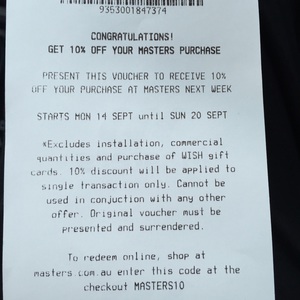 9353001847374
CONGRATULATIONS!
GET 10% OFF YOUR MASTERS PURCHASE
PRESENT THIS VOUCHER TO RECEIVE 10%
OFF YOUR PURCHASE AT MASTERS NEXT WEEK
STARTS MON 14 SEPT until SUN 20 SEPT
*Excludes installation, commercial
quantities and purchase of WISH gift
cards. 10% discount will be applied to
single transaction only. Cannot be
used in conjuction with any other
offer. Original voucher must be
presented and surrendered.
To redeem online, shop at
masters.com.au enter this code at the
checkout MASTERS10